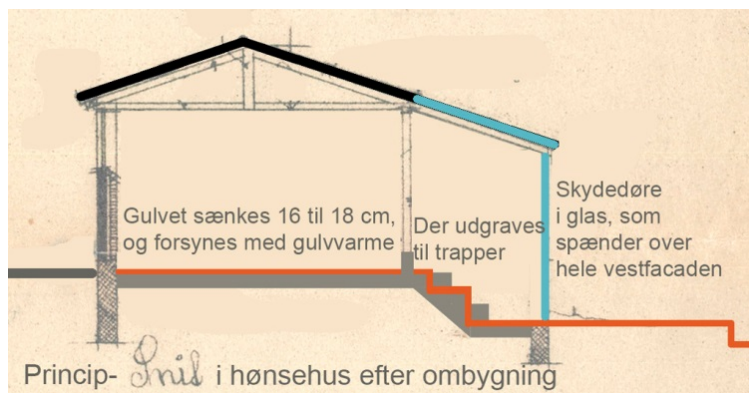 Gulvet sænkes 16 til 18 cm,
og forsynes med gulvvarme
Der udgraves
til trapper
Skydedøre
i glas, som
spænder over
hele vestfacaden
Princip- Snit i hønsehus efter ombygning